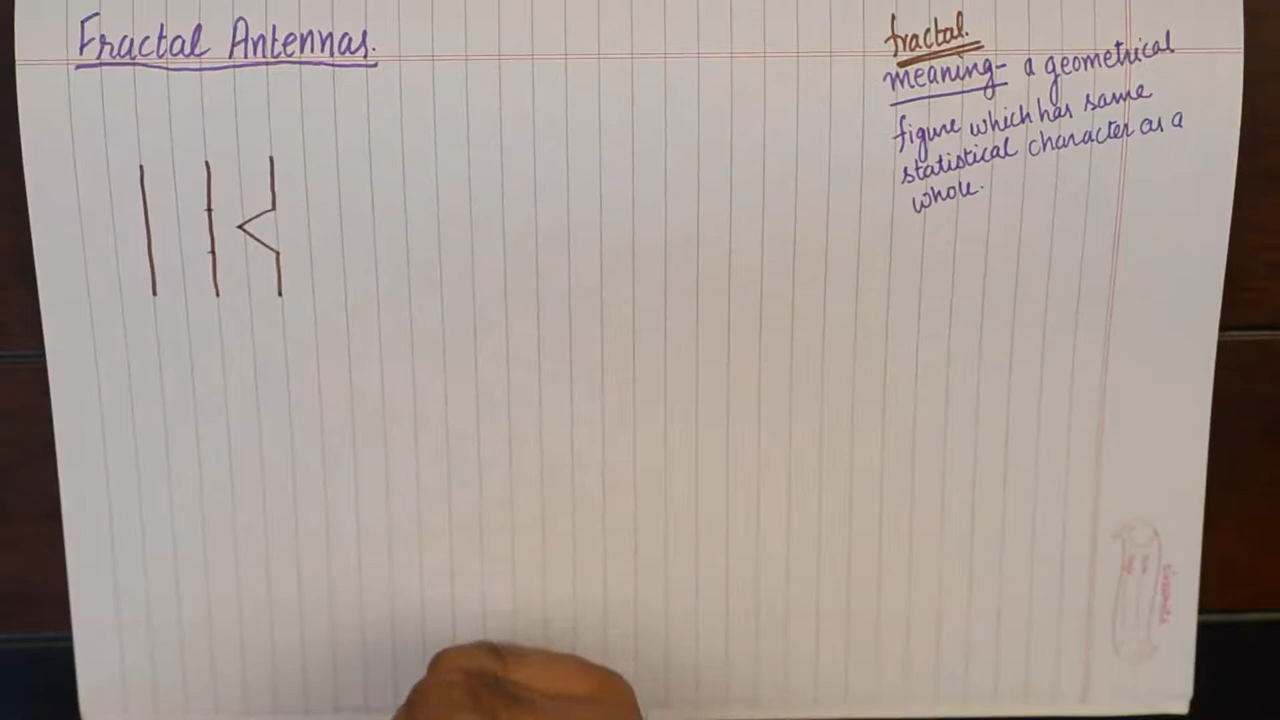 Fractal Antennas.
fractal.
meaning- a geometrical
figure which has same
statistical character as a
whole.